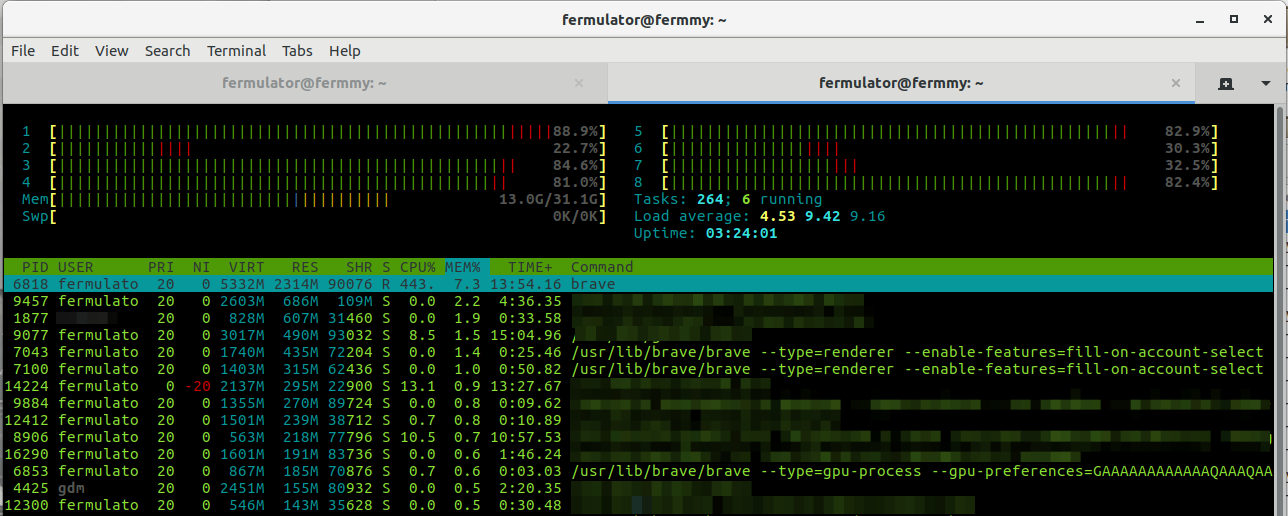 fermulator@fermmy: ~
File Edit View Search Terminal Tabs Help
fermulator@fermmy: ~ fermulator@fermmy: ~
1 [||||||||||||||||||||||||||||||||||||||||||||||||||||||||||88.9%] 5 [|||||||||||||||||||||||||||||||||||||||||||||||||||||| 82.9%]
2 [|||||||||||||||| 22.7%] 6 [|||||||||||||||||||| 30.3%]
3 [|||||||||||||||||||||||||||||||||||||||||||||||||||||| 84.6%] 7 [|||||||||||||||||||||| 32.5%]
4 [||||||||||||||||||||||||||||||||||||||||||||||||||||| 81.0%] 8 [|||||||||||||||||||||||||||||||||||||||||||||||||||||| 82.4%]
Mem[||||||||||||||||||||||||||||||||||||||| 13.0G/31.1G] Tasks: 264; 6 running
Swp[ 0K/0K] Load average: 4.53 9.42 9.16
Uptime: 03:24:01
PID USER PRI NI VIRT RES SHR S CPU% MEM% TIME+ Command
6818 fermulato 20 0 5332M 2314M 90076 R 443. 7.3 13:54.16 brave
9457 fermulato 20 0 2603M 686M 109M S 0.0 2.2 4:36.35
1877 20 0 828M 607M 31460 S 0.0 1.9 0:33.58
9077 fermulato 20 0 3017M 490M 93032 S 8.5 1.5 15:04.96
7043 fermulato 20 0 1740M 435M 72204 S 0.0 1.4 0:25.46 /usr/lib/brave/brave --type=renderer --enable-features=fill-on-account-select
7100 fermulato 20 0 1403M 315M 62436 S 0.0 1.0 0:50.82 /usr/lib/brave/brave --type=renderer --enable-features=fill-on-account-select
14224 fermulato 0 -20 2137M 295M 22900 S 13.1 0.9 13:27.67
9884 fermulato 20 0 1355M 270M 89724 S 0.0 0.8 0:09.62
12412 fermulato 20 0 1501M 239M 38712 S 0.7 0.8 0:10.89
8906 fermulato 20 0 563M 218M 77796 S 10.5 0.7 10:57.53
16290 fermulato 20 0 1601M 191M 83736 S 0.0 0.6 1:46.24
6853 fermulato 20 0 867M 185M 70876 S 0.7 0.6 0:03.03 /usr/lib/brave/brave --type=gpu-process --gpu-preferences=GAAAAAAAAAAAAQAAAQAA
4425 gdm 20 0 2451M 155M 80932 S 0.0 0.5 2:20.35
12300 fermulato 20 0 546M 143M 35628 S 0.0 0.5 0:30.48